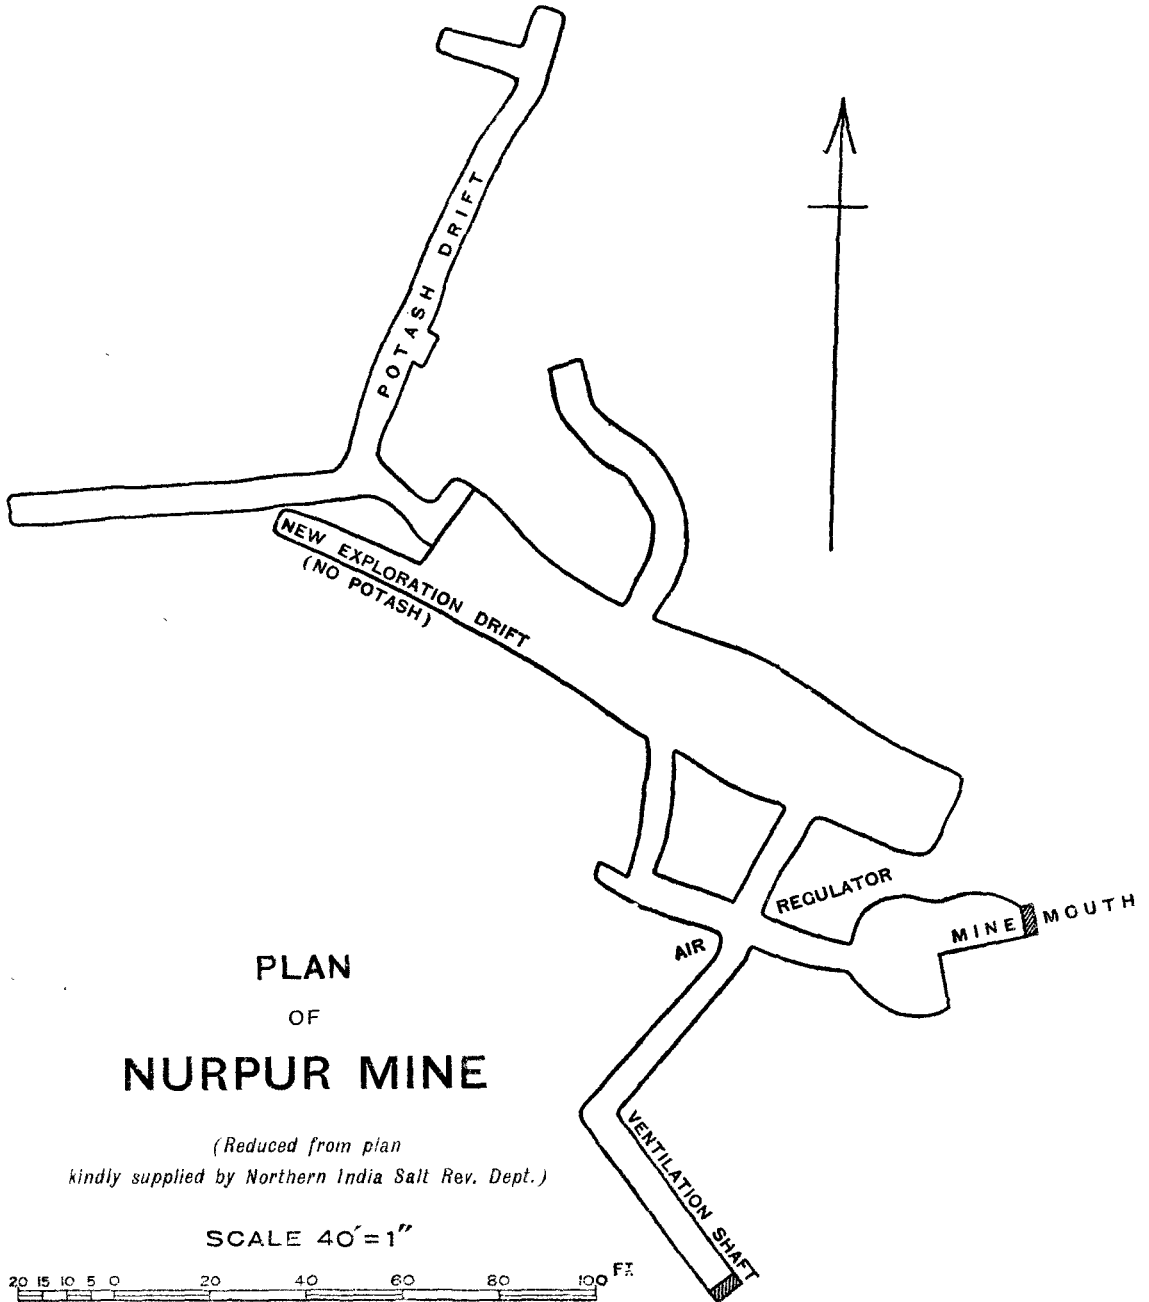 POTASH DRIFT
NEW EXPLORATION DRIFT
(NO POTASH)
REGULATOR
MINE MOUTH
AIR
PLAN
OF
NURPUR MINE
(Reduced from plan
kindly supplied by Northern India Salt Rev. Dept.)
VENTILATION SHAFT
SCALE 40′=1″
20 15 10 5 0 20 40 60 80 100 FT